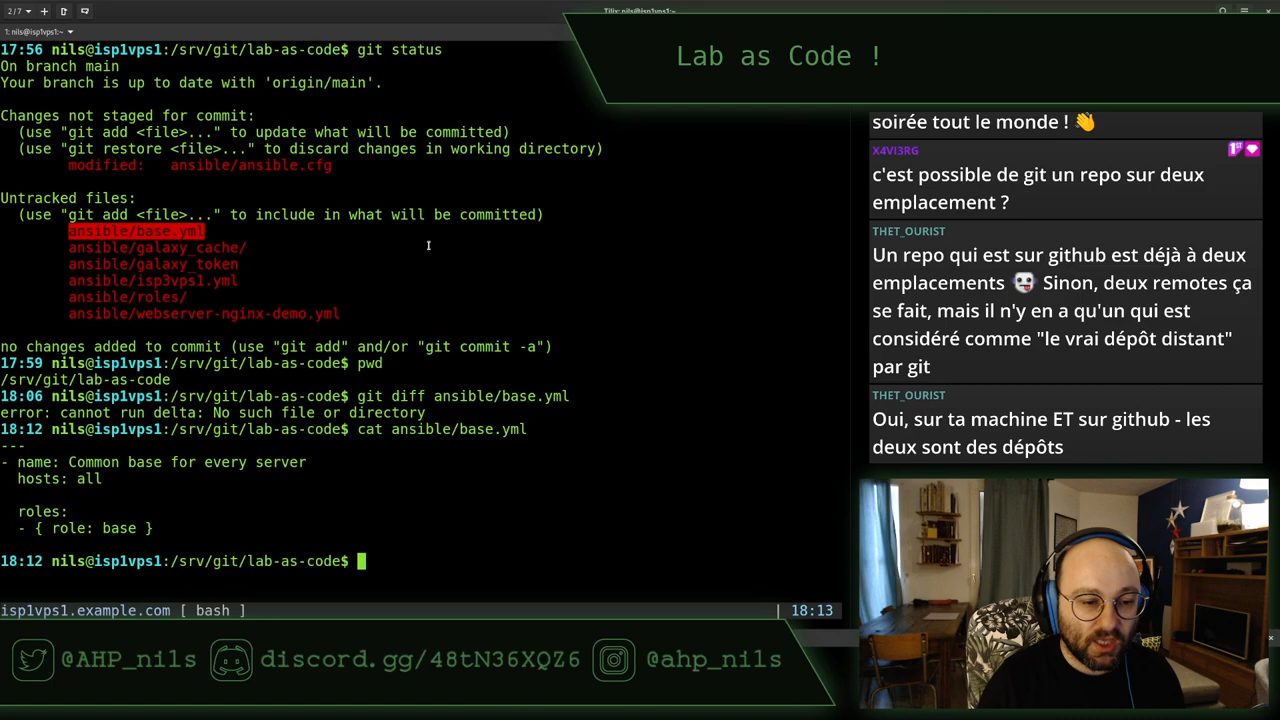 2/7
Tilix: nils@isp1vps1:~
1: nils@isp1vps1:~
17:56 nils@isp1vps1:/srv/git/lab-as-code$ git status
On branch main
Your branch is up to date with 'origin/main'.
Changes not staged for commit:
(use "git add <file>..." to update what will be committed)
(use "git restore <file>..." to discard changes in working directory)
modified:   ansible/ansible.cfg
Untracked files:
(use "git add <file>..." to include in what will be committed)
ansible/base.yml
ansible/galaxy_cache/
ansible/galaxy_token
ansible/isp3vps1.yml
ansible/roles/
ansible/webserver-nginx-demo.yml
no changes added to commit (use "git add" and/or "git commit -a")
17:59 nils@isp1vps1:/srv/git/lab-as-code$ pwd
/srv/git/lab-as-code
18:06 nils@isp1vps1:/srv/git/lab-as-code$ git diff ansible/base.yml
error: cannot run delta: No such file or directory
18:12 nils@isp1vps1:/srv/git/lab-as-code$ cat ansible/base.yml
---
- name: Common base for every server
hosts: all
roles:
- { role: base }
18:12 nils@isp1vps1:/srv/git/lab-as-code$
isp1vps1.example.com [ bash ] | 18:13
Lab as Code !
soirée tout le monde ! 👋
X4VI3RG
c'est possible de git un repo sur deux
emplacement ?
THET_OURIST
Un repo qui est sur github est déjà à deux
emplacements Sinon, deux remotes ça
se fait, mais il n'y en a qu'un qui est
considéré comme "le vrai dépôt distant"
par git
THET_OURIST
Oui, sur ta machine ET sur github - les
deux sont des dépôts
@AHP_nils discord.gg/48tN36XQZ6 @ahp_nils